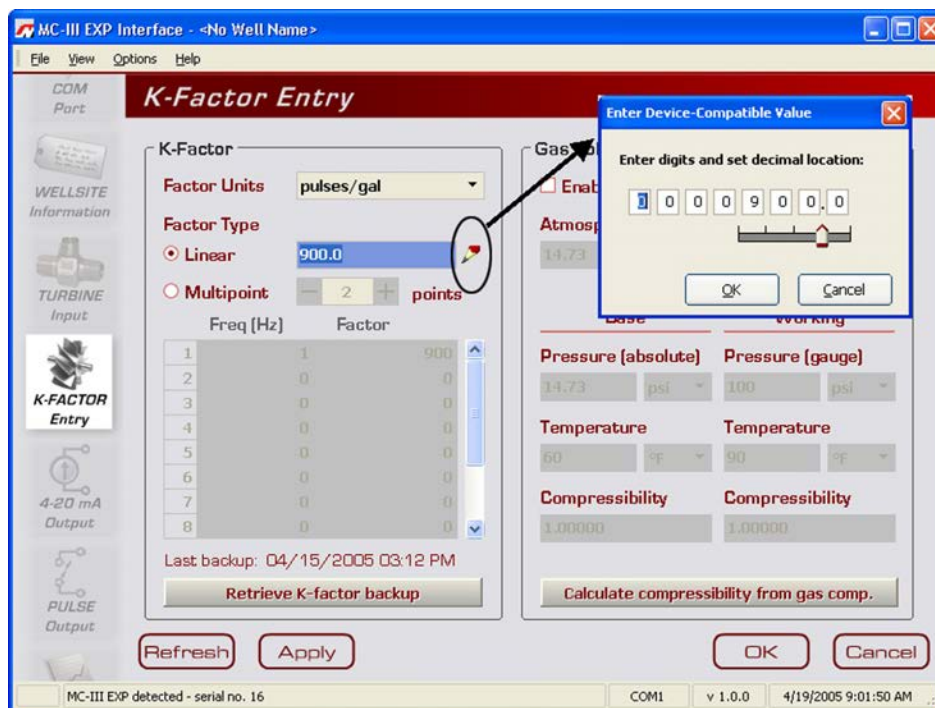 MC-III EXP Interface - <No Well Name>
File View Options Help
COM
Port
WELLSITE
Information
TURBINE
Input
K-FACTOR
Entry
4-20 mA
Output
PULSE
Output
K-Factor Entry
K-Factor
Factor Units pulses/gal
Factor Type
Linear 900.0
Multipoint 2 points
Freq (Hz) Factor
1 1 900
2 0 0
3 0 0
4 0 0
5 0 0
6 0 0
7 0 0
8 0 0
Last backup: 04/15/2005 03:12 PM
Retrieve K-factor backup
Enter Device-Compatible Value
Enter digits and set decimal location:
0 0 0 0 9 0 0.0
OK Cancel
Gas
Enab
Atmosp
14.73
Base Working
Pressure (absolute) Pressure (gauge)
14.73 psi 100 psi
Temperature Temperature
60 °F 90 °F
Compressibility Compressibility
1.00000 1.00000
Calculate compressibility from gas comp.
Refresh Apply OK Cancel
MC-III EXP detected - serial no. 16 COM1 v 1.0.0 4/19/2005 9:01:50 AM